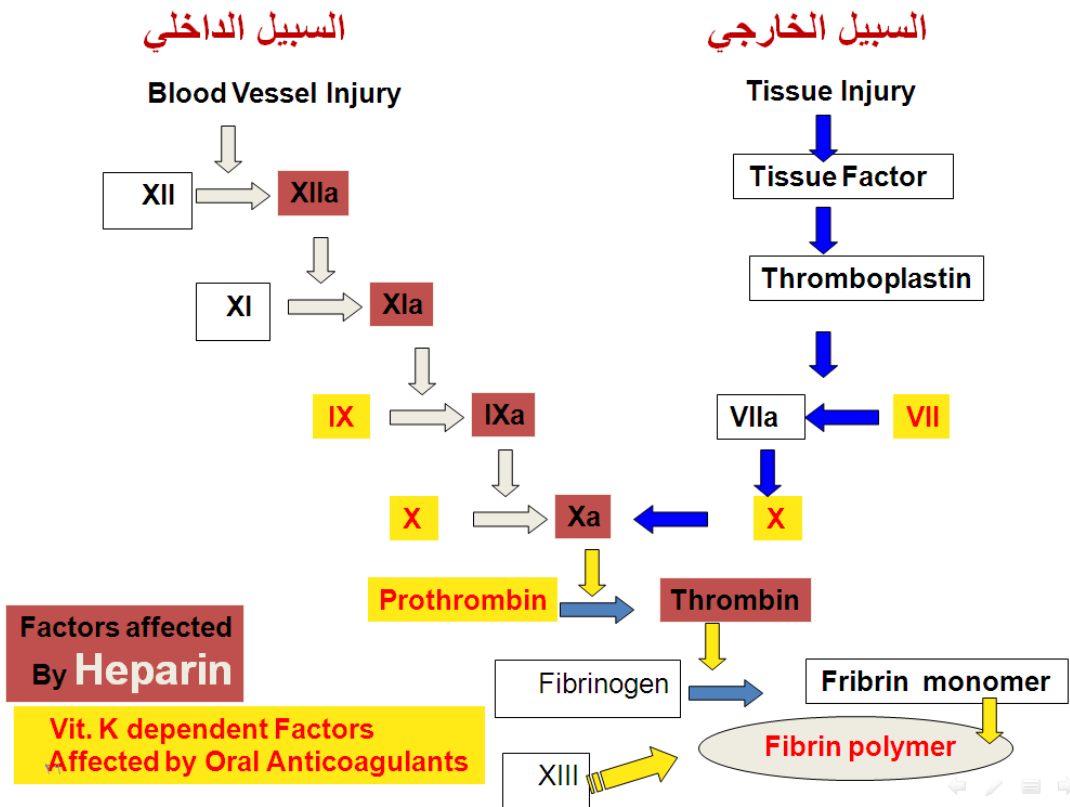 السبيل الداخلي
السبيل الخارجي
Blood Vessel Injury
Tissue Injury
XII
XIIa
Tissue Factor
XI
XIa
Thromboplastin
IX
IXa
VIIa
VII
X
Xa
X
Prothrombin
Thrombin
Factors affected
By Heparin
Fibrinogen
Fribrin monomer
Vit. K dependent Factors
Affected by Oral Anticoagulants
Fibrin polymer
XIII